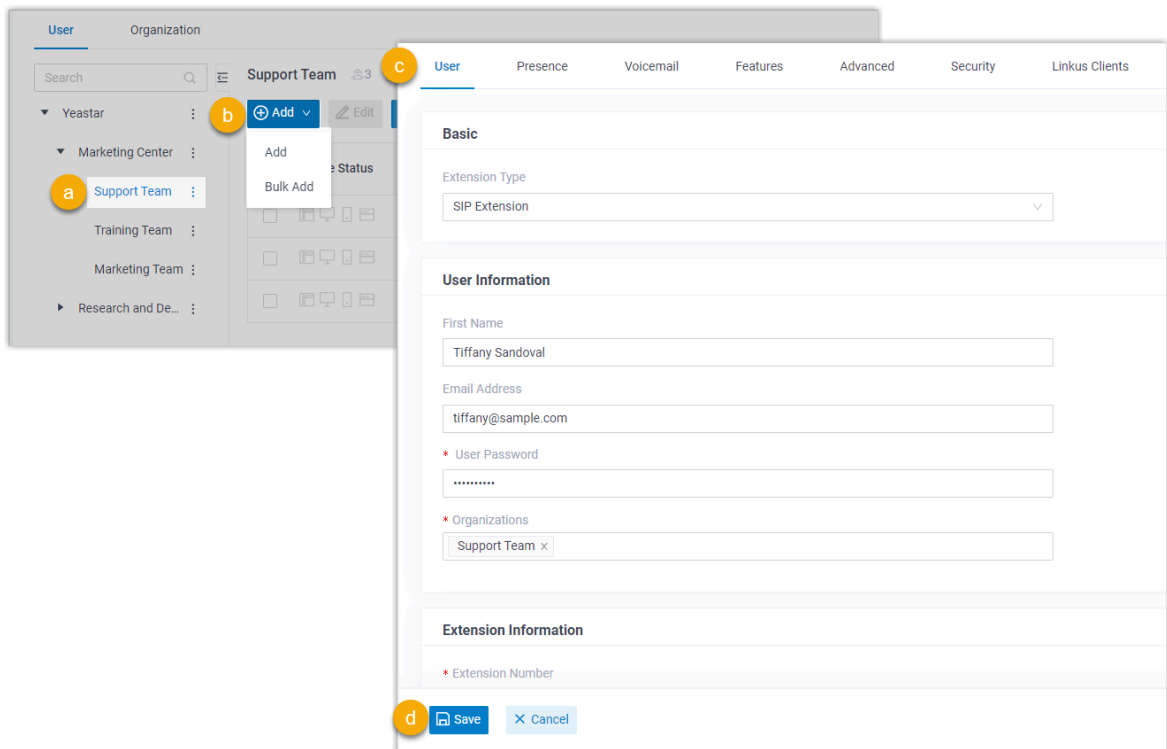 User Organization
Search
Yeastar
Marketing Center
a
Support Team
Training Team
Marketing Team
Research and De...
Support Team 3
b
Add Edit
Add
Bulk Add
e Status
c
User Presence Voicemail Features Advanced Security Linkus Clients
Basic
Extension Type
SIP Extension
User Information
First Name
Tiffany Sandoval
Email Address
tiffany@sample.com
* User Password
••••••••••
* Organizations
Support Team ×
Extension Information
* Extension Number
d
Save × Cancel